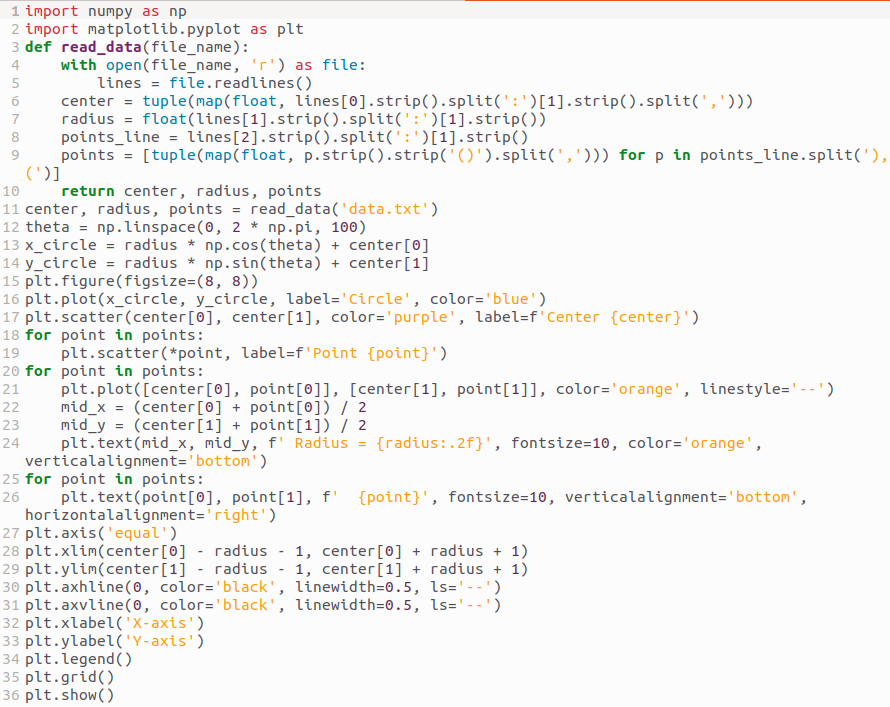 1 import numpy as np
2 import matplotlib.pyplot as plt
3 def read_data(file_name):
4     with open(file_name, 'r') as file:
5         lines = file.readlines()
6     center = tuple(map(float, lines[0].strip().split(':')[1].strip().split(',')))
7     radius = float(lines[1].strip().split(':')[1].strip())
8     points_line = lines[2].strip().split(':')[1].strip()
9     points = [tuple(map(float, p.strip().strip('()').split(','))) for p in points_line.split('),
(')]
10     return center, radius, points
11 center, radius, points = read_data('data.txt')
12 theta = np.linspace(0, 2 * np.pi, 100)
13 x_circle = radius * np.cos(theta) + center[0]
14 y_circle = radius * np.sin(theta) + center[1]
15 plt.figure(figsize=(8, 8))
16 plt.plot(x_circle, y_circle, label='Circle', color='blue')
17 plt.scatter(center[0], center[1], color='purple', label=f'Center {center}')
18 for point in points:
19     plt.scatter(*point, label=f'Point {point}')
20 for point in points:
21     plt.plot([center[0], point[0]], [center[1], point[1]], color='orange', linestyle='--')
22     mid_x = (center[0] + point[0]) / 2
23     mid_y = (center[1] + point[1]) / 2
24     plt.text(mid_x, mid_y, f' Radius = {radius:.2f}', fontsize=10, color='orange',
verticalalignment='bottom')
25 for point in points:
26     plt.text(point[0], point[1], f'  {point}', fontsize=10, verticalalignment='bottom',
horizontalalignment='right')
27 plt.axis('equal')
28 plt.xlim(center[0] - radius - 1, center[0] + radius + 1)
29 plt.ylim(center[1] - radius - 1, center[1] + radius + 1)
30 plt.axhline(0, color='black', linewidth=0.5, ls='--')
31 plt.axvline(0, color='black', linewidth=0.5, ls='--')
32 plt.xlabel('X-axis')
33 plt.ylabel('Y-axis')
34 plt.legend()
35 plt.grid()
36 plt.show()